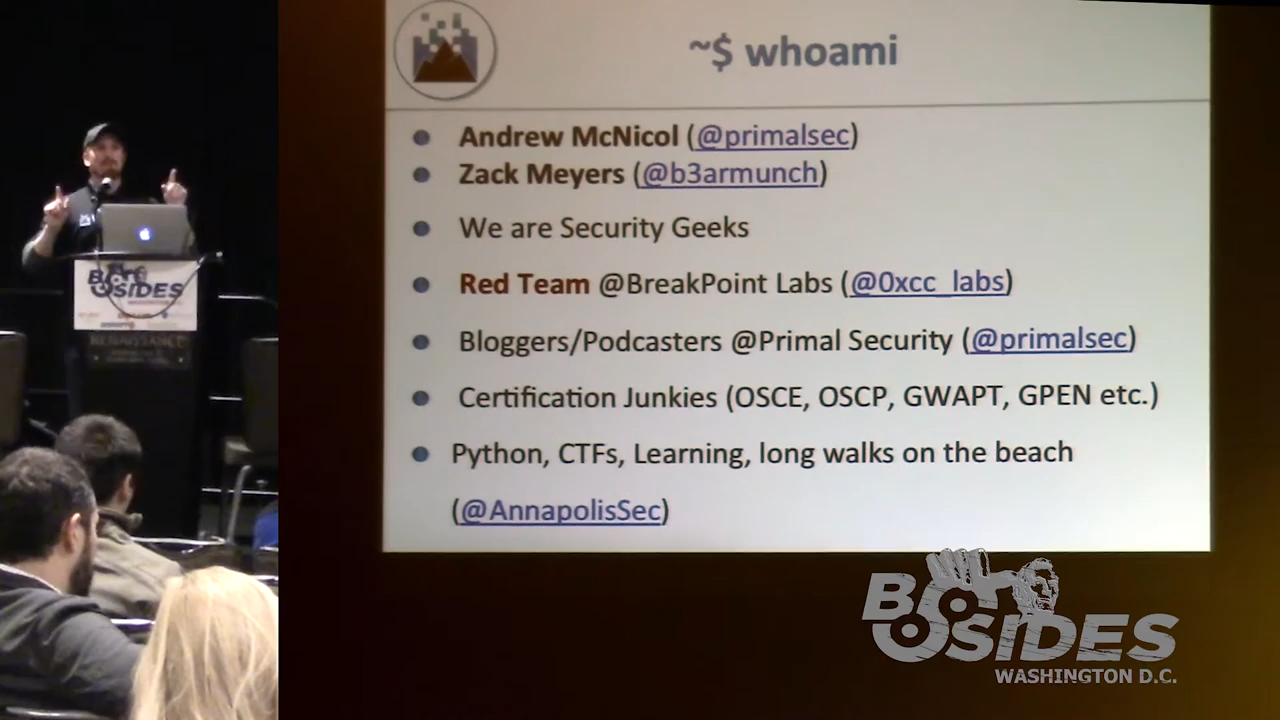 ~$ whoami
Andrew McNicol (@primalsec)
Zack Meyers (@b3armunch)
We are Security Geeks
Red Team @BreakPoint Labs (@0xcc_labs)
Bloggers/Podcasters @Primal Security (@primalsec)
Certification Junkies (OSCE, OSCP, GWAPT, GPEN etc.)
Python, CTFs, Learning, long walks on the beach
(@AnnapolisSec)
BSIDES
RENAISSANCE
BSIDES
WASHINGTON D.C.